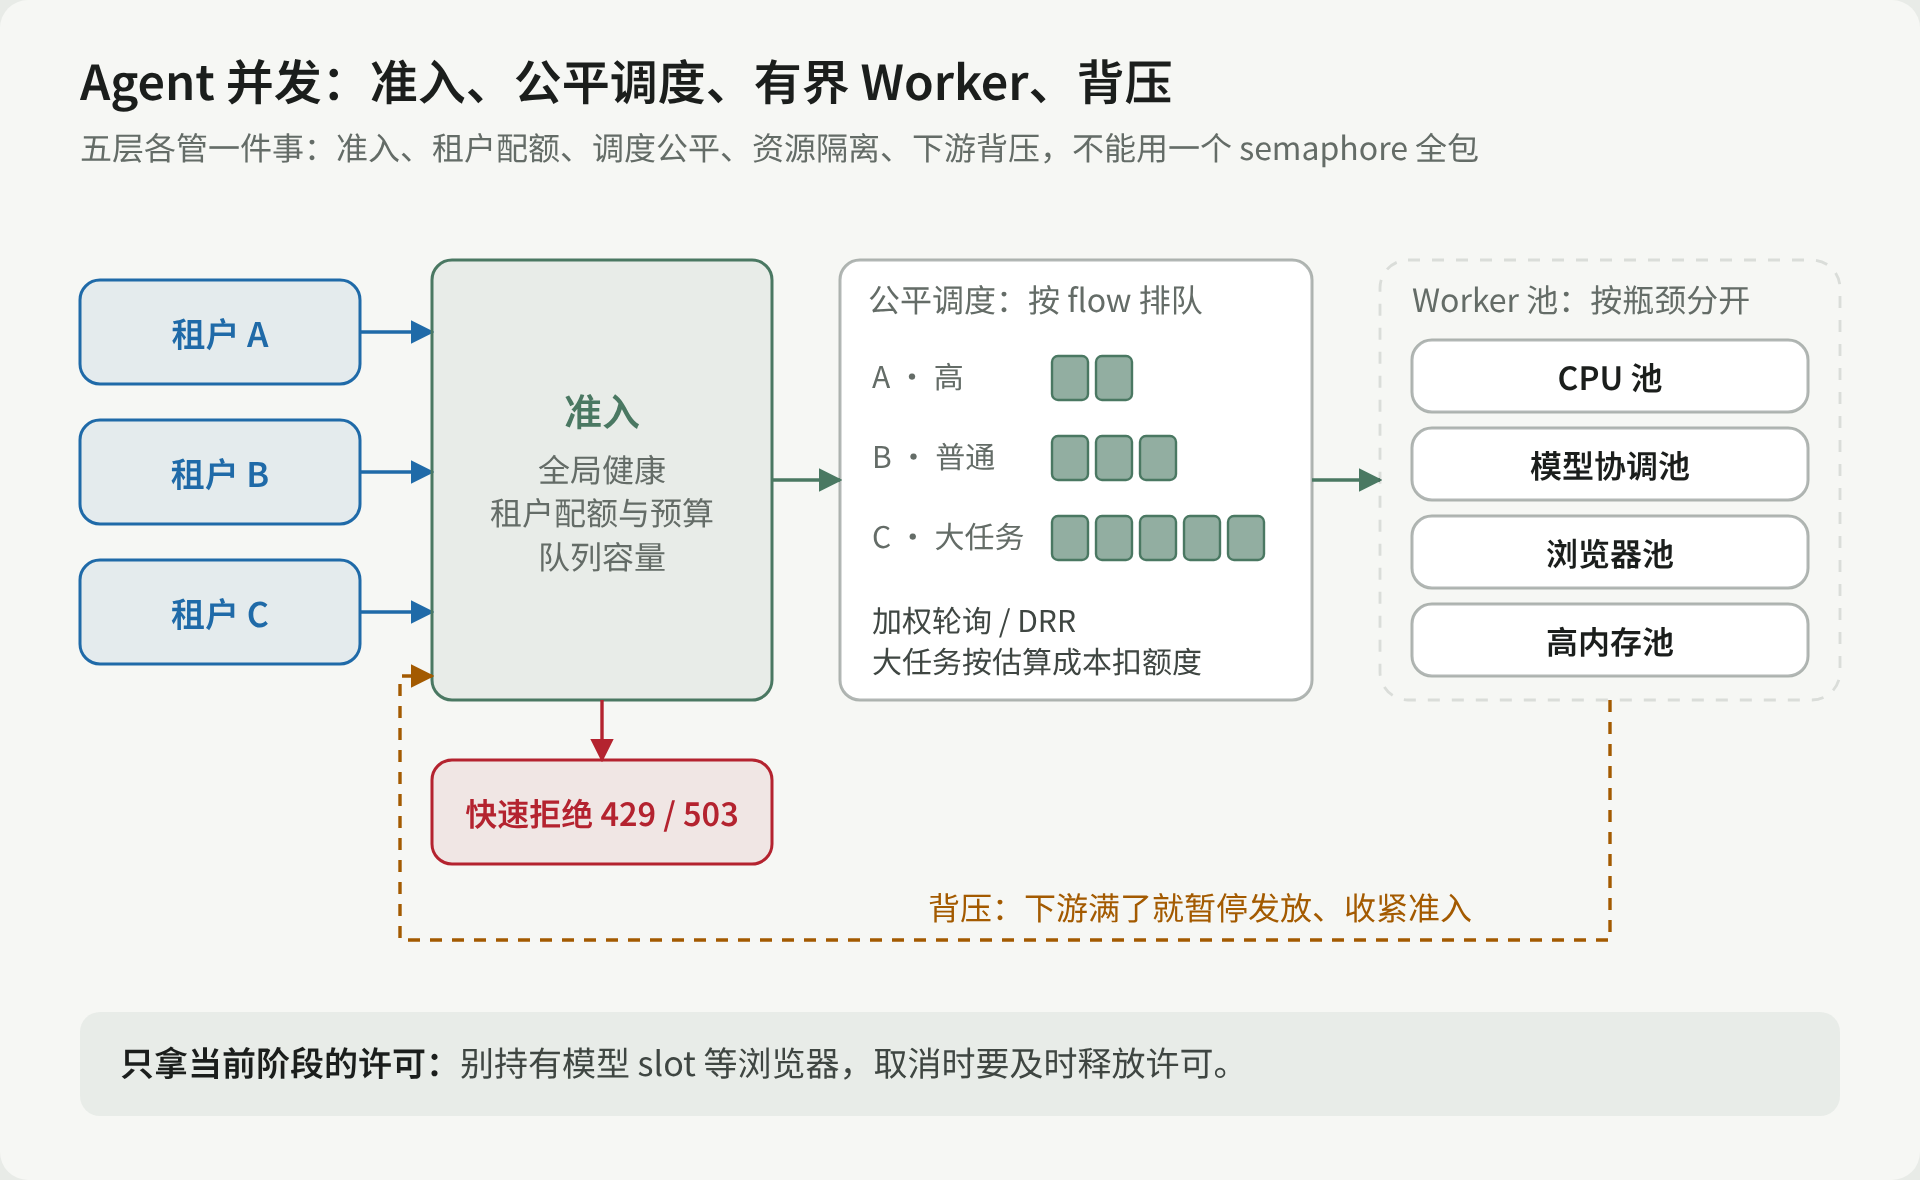 Agent 并发：准入、公平调度、有界 Worker、背压
五层各管一件事：准入、租户配额、调度公平、资源隔离、下游背压，不能用一个 semaphore 全包
租户 A
租户 B
租户 C
准入
全局健康
租户配额与预算
队列容量
快速拒绝 429 / 503
公平调度：按 flow 排队
A · 高
B · 普通
C · 大任务
加权轮询 / DRR
大任务按估算成本扣额度
Worker 池：按瓶颈分开
CPU 池
模型协调池
浏览器池
高内存池
背压：下游满了就暂停发放、收紧准入
只拿当前阶段的许可：别持有模型 slot 等浏览器，取消时要及时释放许可。